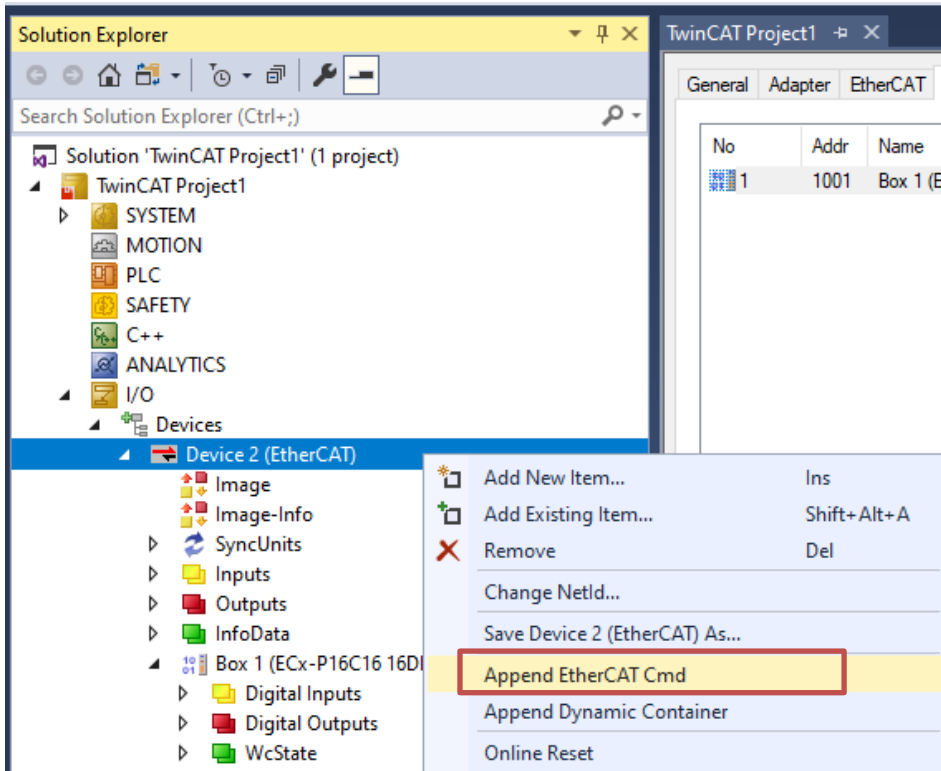 Solution Explorer
Search Solution Explorer (Ctrl+;)
Solution 'TwinCAT Project1' (1 project)
TwinCAT Project1
SYSTEM
MOTION
PLC
SAFETY
C++
ANALYTICS
I/O
Devices
Device 2 (EtherCAT)
Image
Image-Info
SyncUnits
Inputs
Outputs
InfoData
Box 1 (ECx-P16C16 16DI
Digital Inputs
Digital Outputs
WcState
TwinCAT Project1
General Adapter EtherCAT
No Addr Name
1 1001 Box 1 (E
Add New Item... Ins
Add Existing Item... Shift+Alt+A
Remove Del
Change NetId...
Save Device 2 (EtherCAT) As...
Append EtherCAT Cmd
Append Dynamic Container
Online Reset